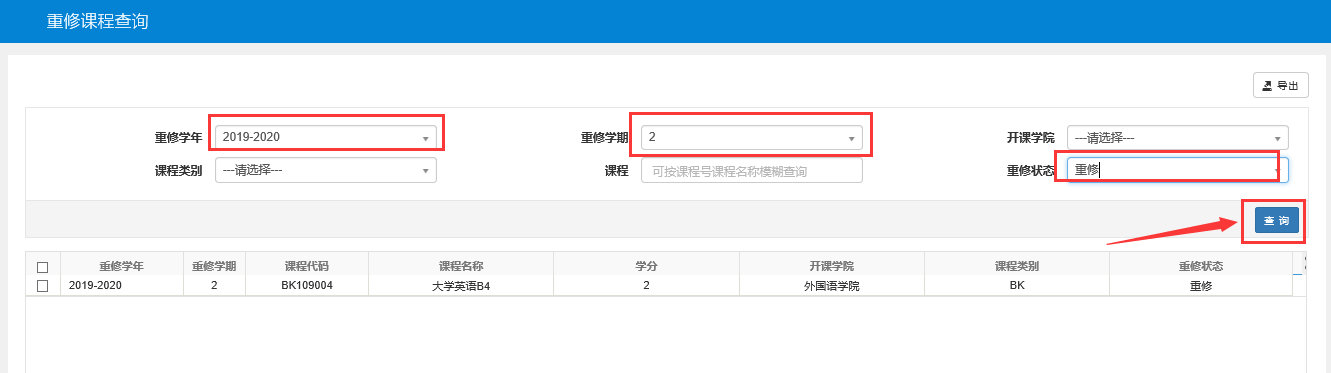 重修课程查询
导出
重修学年 2019-2020 重修学期 2 开课学院 ---请选择---
课程类别 ---请选择--- 课程 可按课程号课程名称模糊查询 重修状态 重修
查 询
重修学年 重修学期 课程代码 课程名称 学分 开课学院 课程类别 重修状态
2019-2020 2 BK109004 大学英语B4 2 外国语学院 BK 重修